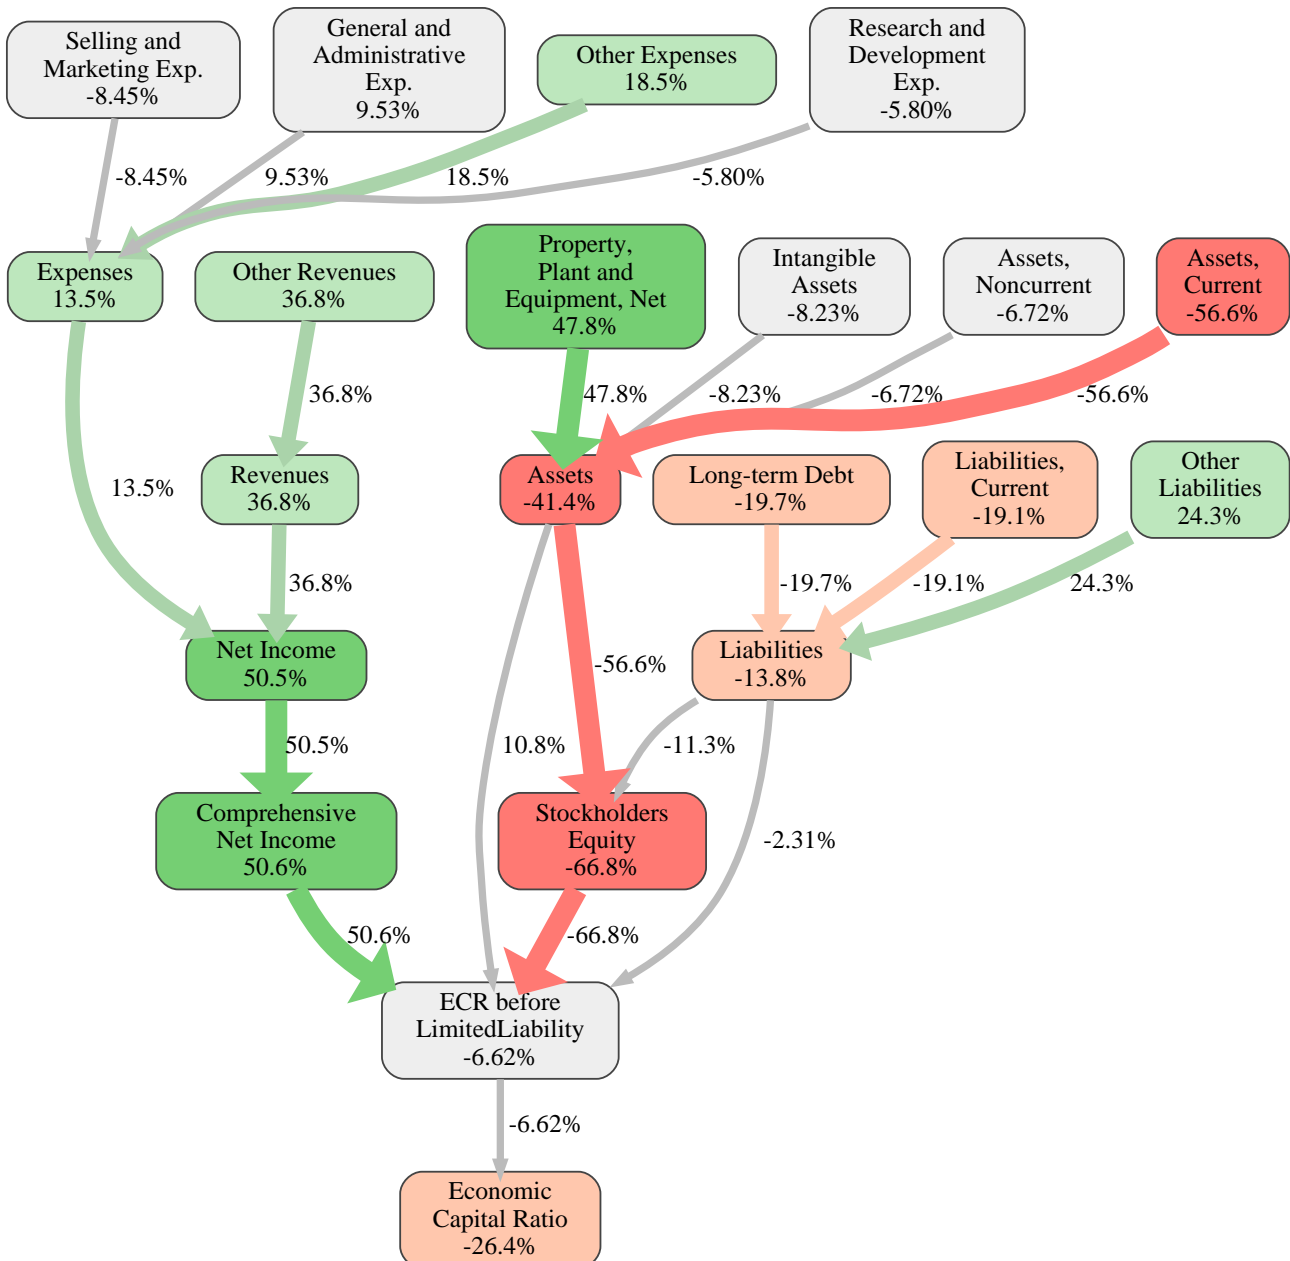 Selling and
Marketing Exp.
-8.45%
General and
Administrative
Exp.
9.53%
Other Expenses
18.5%
Research and
Development
Exp.
-5.80%
-8.45%
9.53%
18.5%
-5.80%
Expenses
13.5%
Other Revenues
36.8%
Property,
Plant and
Equipment, Net
47.8%
Intangible
Assets
-8.23%
Assets,
Noncurrent
-6.72%
Assets,
Current
-56.6%
36.8%
47.8%
-8.23%
-6.72%
-56.6%
13.5%
Revenues
36.8%
Assets
-41.4%
Long-term Debt
-19.7%
Liabilities,
Current
-19.1%
Other
Liabilities
24.3%
36.8%
-19.7%
-19.1%
24.3%
Net Income
50.5%
-56.6%
Liabilities
-13.8%
50.5%
10.8%
-11.3%
-2.31%
Comprehensive
Net Income
50.6%
Stockholders
Equity
-66.8%
50.6%
-66.8%
ECR before
LimitedLiability
-6.62%
-6.62%
Economic
Capital Ratio
-26.4%